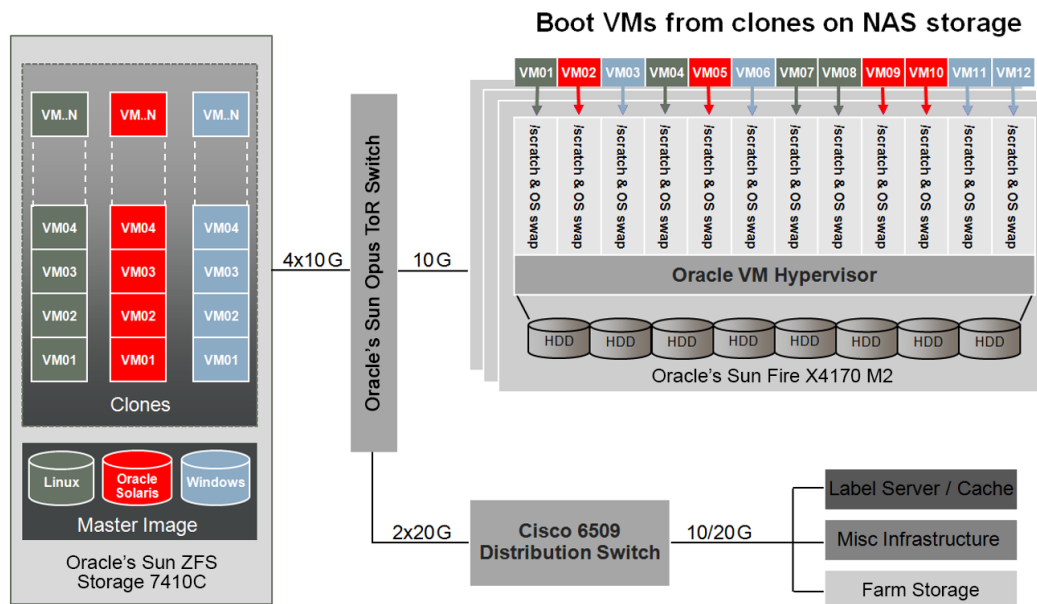 Boot VMs from clones on NAS storage
VM..N VM..N VM..N
VM04 VM04 VM04
VM03 VM03 VM03
VM02 VM02 VM02
VM01 VM01 VM01
Clones
Linux
Oracle
Solaris
Windows
Master Image
Oracle's Sun ZFS
Storage 7410C
4x10G
Oracle's Sun Opus ToR Switch
10G
VM01 VM02 VM03 VM04 VM05 VM06 VM07 VM08 VM09 VM10 VM11 VM12
/scratch & OS swap
/scratch & OS swap
/scratch & OS swap
/scratch & OS swap
/scratch & OS swap
/scratch & OS swap
/scratch & OS swap
/scratch & OS swap
/scratch & OS swap
/scratch & OS swap
/scratch & OS swap
/scratch & OS swap
Oracle VM Hypervisor
HDD HDD HDD HDD HDD HDD HDD HDD
Oracle's Sun Fire X4170 M2
2x20G
Cisco 6509
Distribution Switch
10/20G
Label Server / Cache
Misc Infrastructure
Farm Storage